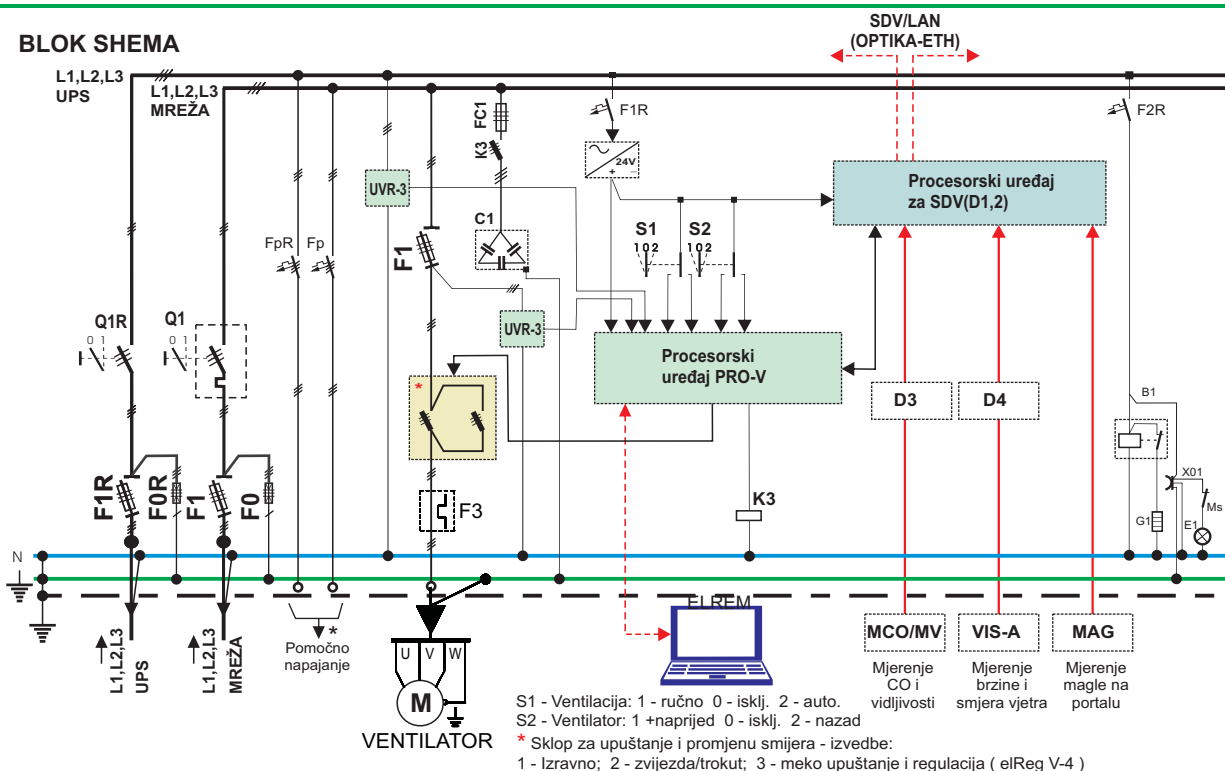 SDV/LAN
(OPTIKA-ETH)
BLOK SHEMA
L1,L2,L3
UPS
L1,L2,L3
MREŽA
FC1
K3
F1R
24V
+ –
F2R
UVR-3
Procesorski uređaj
za SDV(D1,2)
C1
S1
1 0 2
S2
1 0 2
FpR
Fp
F1
UVR-3
Q1R
0
Q1
0
Procesorski
uređaj PRO-V
*
D3
D4
B1
X01
Ms
G1
E1
F1R
F0R
F1
F0
F3
K3
N
L1,L2,L3
UPS
L1,L2,L3
MREŽA
*
Pomoćno
napajanje
U V W
M
VENTILATOR
ELREM
MCO/MV
VIS-A
MAG
Mjerenje
CO i
vidljivosti
Mjerenje
brzine i
smjera vjetra
Mjerenje
magle na
portalu
S1 - Ventilacija: 1 - ručno 0 - isklj. 2 - auto.
S2 - Ventilator: 1 +naprijed 0 - isklj. 2 - nazad
* Sklop za upuštanje i promjenu smijera - izvedbe:
1 - Izravno; 2 - zvijezda/trokut; 3 - meko upuštanje i regulacija ( elReg V-4 )